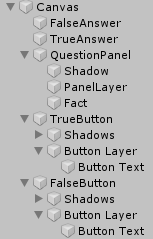 Canvas
FalseAnswer
TrueAnswer
QuestionPanel
Shadow
PanelLayer
Fact
TrueButton
Shadows
Button Layer
Button Text
FalseButton
Shadows
Button Layer
Button Text